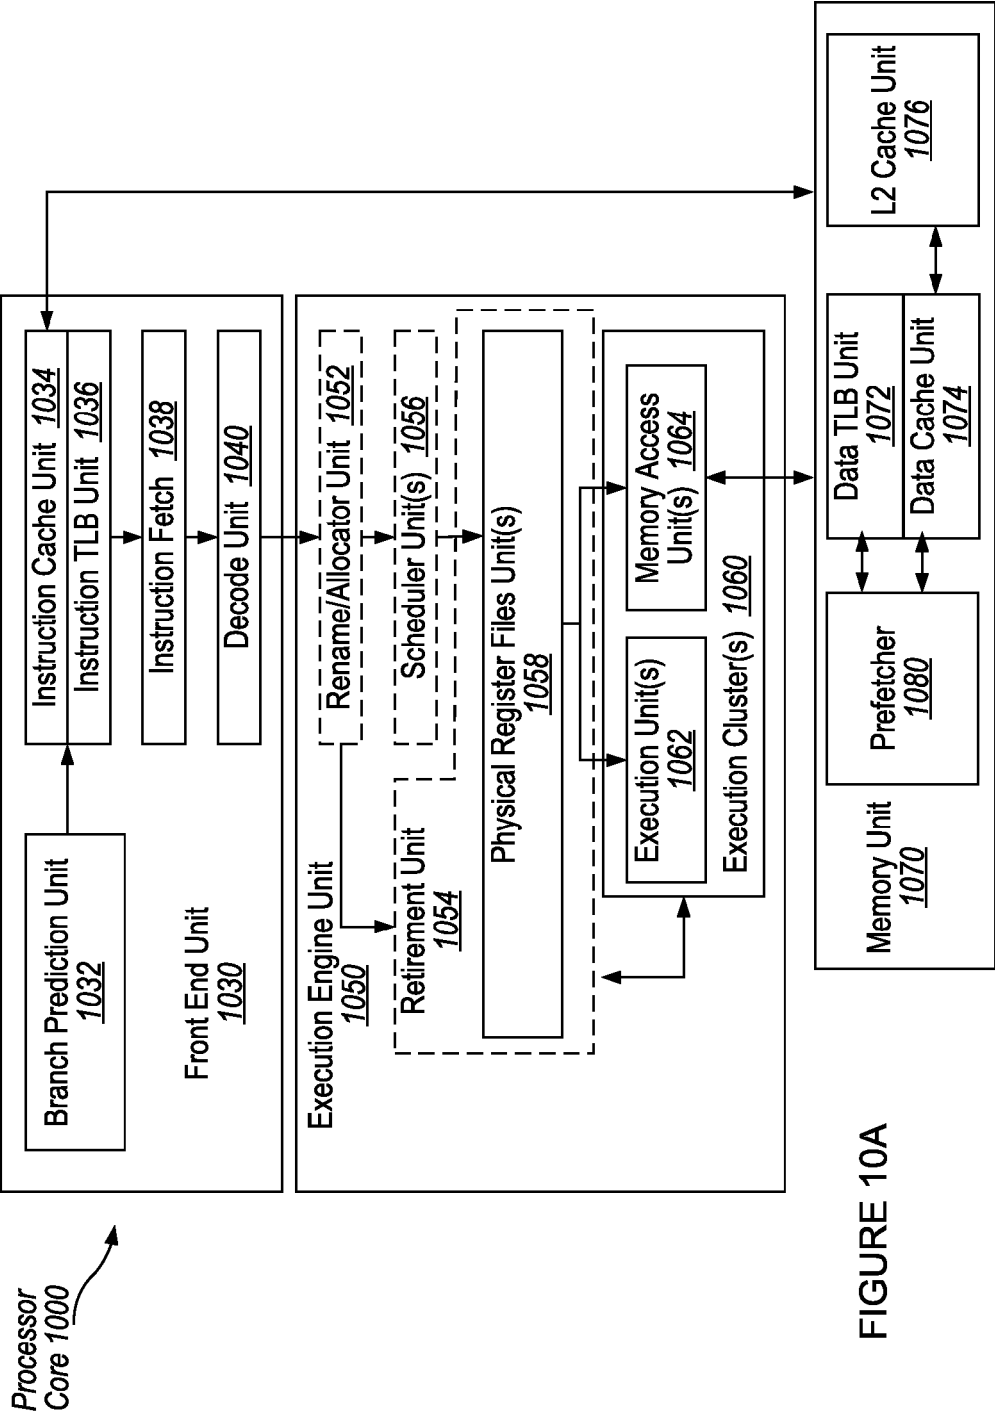 Processor
Core 1000
Branch Prediction Unit
1032
Instruction Cache Unit 1034
Instruction TLB Unit 1036
Instruction Fetch 1038
Decode Unit 1040
Front End Unit
1030
Execution Engine Unit
1050
Rename/Allocator Unit 1052
Scheduler Unit(s) 1056
Retirement Unit
1054
Physical Register Files Unit(s)
1058
Execution Unit(s)
1062
Memory Access
Unit(s) 1064
Execution Cluster(s) 1060
Memory Unit
1070
Prefetcher
1080
Data TLB Unit
1072
Data Cache Unit
1074
L2 Cache Unit
1076
FIGURE 10A